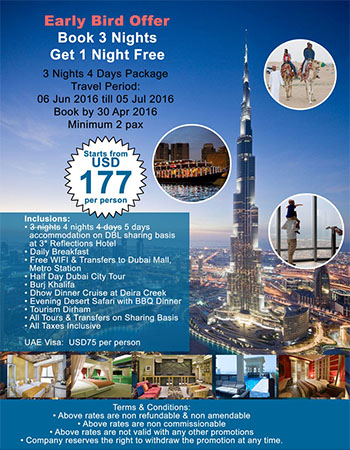 Early Bird Offer
Book 3 Nights
Get 1 Night Free
3 Nights 4 Days Package
Travel Period:
06 Jun 2016 till 05 Jul 2016
Book by 30 Apr 2016
Minimum 2 pax
Starts from
USD
177
per person
Inclusions:
• 3 nights 4 nights 4 days 5 days
accommodation on DBL sharing basis
at 3* Reflections Hotel
• Daily Breakfast
• Free WIFI & Transfers to Dubai Mall,
Metro Station
• Half Day Dubai City Tour
• Burj Khalifa
• Dhow Dinner Cruise at Deira Creek
• Evening Desert Safari with BBQ Dinner
• Tourism Dirham
• All Tours & Transfers on Sharing Basis
• All Taxes Inclusive
UAE Visa: USD75 per person
Terms & Conditions:
• Above rates are non refundable & non amendable
• Above rates are non commissionable
• Above rates are not valid with any other promotions
• Company reserves the right to withdraw the promotion at any time.